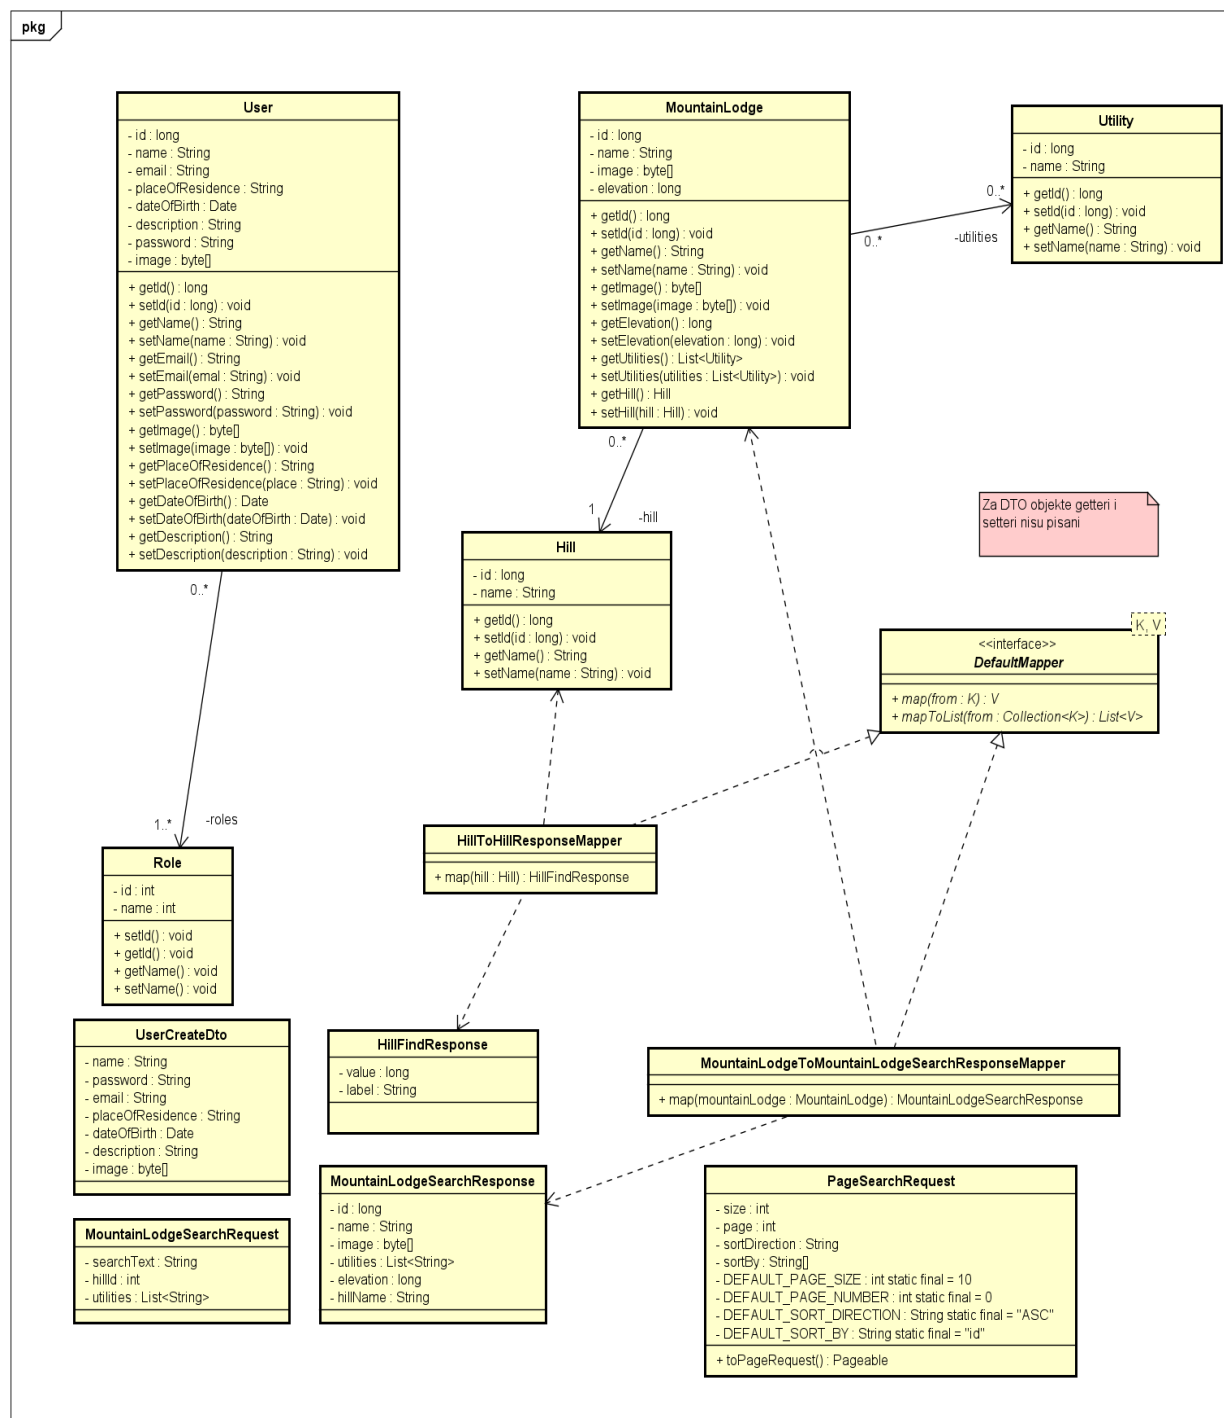 pkg
User
- id : long
- name : String
- email : String
- placeOfResidence : String
- dateOfBirth : Date
- description : String
- password : String
- image : byte[]
+ getId() : long
+ setId(id : long) : void
+ getName() : String
+ setName(name : String) : void
+ getEmail() : String
+ setEmail(emal : String) : void
+ getPassword() : String
+ setPassword(password : String) : void
+ getImage() : byte[]
+ setImage(image : byte[]) : void
+ getPlaceOfResidence() : String
+ setPlaceOfResidence(place : String) : void
+ getDateOfBirth() : Date
+ setDateOfBirth(dateOfBirth : Date) : void
+ getDescription() : String
+ setDescription(description : String) : void
0..*
1..*
-roles
MountainLodge
- id : long
- name : String
- image : byte[]
- elevation : long
+ getId() : long
+ setId(id : long) : void
+ getName() : String
+ setName(name : String) : void
+ getImage() : byte[]
+ setImage(image : byte[]) : void
+ getElevation() : long
+ setElevation(elevation : long) : void
+ getUtilities() : List<Utility>
+ setUtilities(utilities : List<Utility>) : void
+ getHill() : Hill
+ setHill(hill : Hill) : void
0..*
0..*
-utilities
Utility
- id : long
- name : String
+ getId() : long
+ setId(id : long) : void
+ getName() : String
+ setName(name : String) : void
0..*
1
-hill
Hill
- id : long
- name : String
+ getId() : long
+ setId(id : long) : void
+ getName() : String
+ setName(name : String) : void
Za DTO objekte getteri i
setteri nisu pisani
K, V
<<interface>>
DefaultMapper
+ map(from : K) : V
+ mapToList(from : Collection<K>) : List<V>
HillToHillResponseMapper
+ map(hill : Hill) : HillFindResponse
Role
- id : int
- name : int
+ setId() : void
+ getId() : void
+ getName() : void
+ setName() : void
UserCreateDto
- name : String
- password : String
- email : String
- placeOfResidence : String
- dateOfBirth : Date
- description : String
- image : byte[]
HillFindResponse
- value : long
- label : String
MountainLodgeToMountainLodgeSearchResponseMapper
+ map(mountainLodge : MountainLodge) : MountainLodgeSearchResponse
MountainLodgeSearchRequest
- searchText : String
- hillId : int
- utilities : List<String>
MountainLodgeSearchResponse
- id : long
- name : String
- image : byte[]
- utilities : List<String>
- elevation : long
- hillName : String
PageSearchRequest
- size : int
- page : int
- sortDirection : String
- sortBy : String[]
- DEFAULT_PAGE_SIZE : int static final = 10
- DEFAULT_PAGE_NUMBER : int static final = 0
- DEFAULT_SORT_DIRECTION : String static final = "ASC"
- DEFAULT_SORT_BY : String static final = "id"
+ toPageRequest() : Pageable